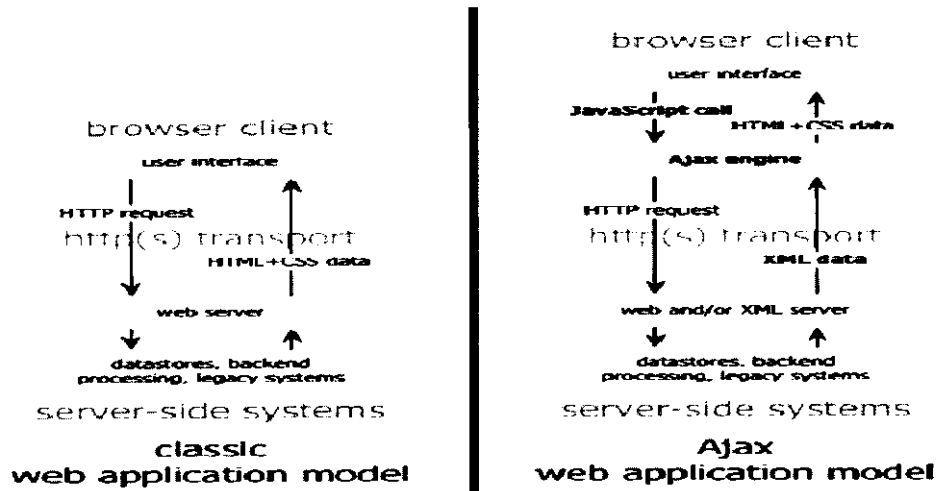 browser client
user interface
HTTP request
http(s) transport
HTML+CSS data
web server
datastores, backend
processing, legacy systems
server-side systems
classic
web application model
browser client
user interface
JavaScript call
HTML+CSS data
Ajax engine
HTTP request
http(s) transport
XML data
web and/or XML server
datastores, backend
processing, legacy systems
server-side systems
Ajax
web application model